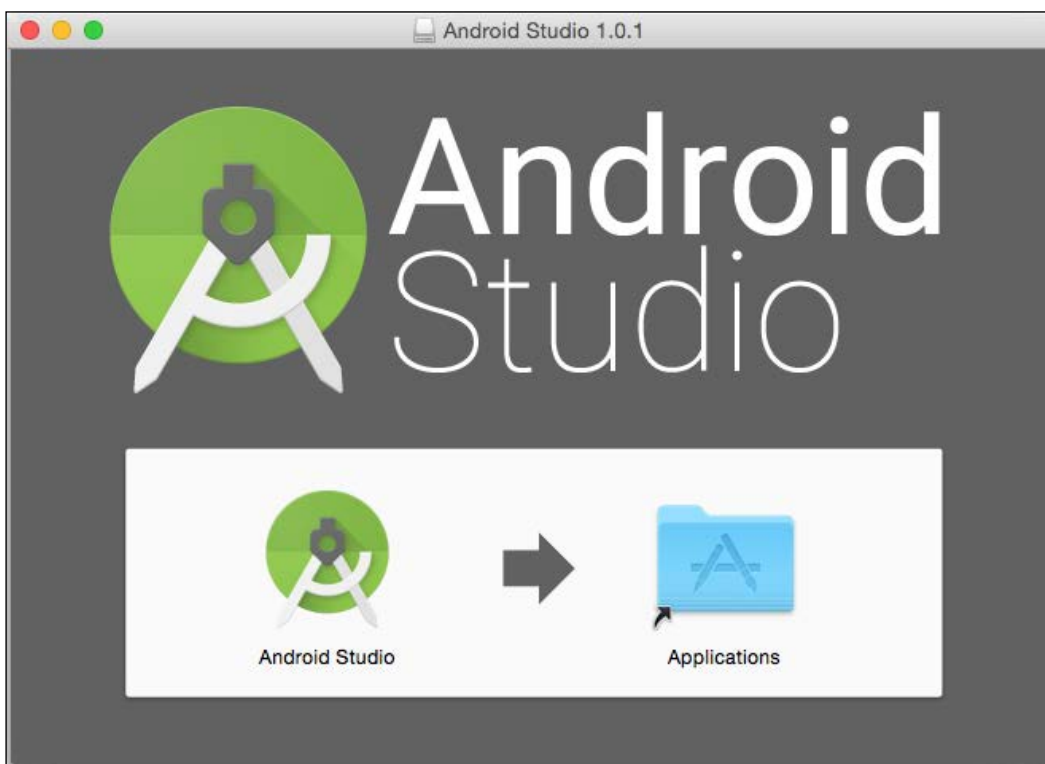 Android Studio 1.0.1
Android
Studio
Android Studio
Applications